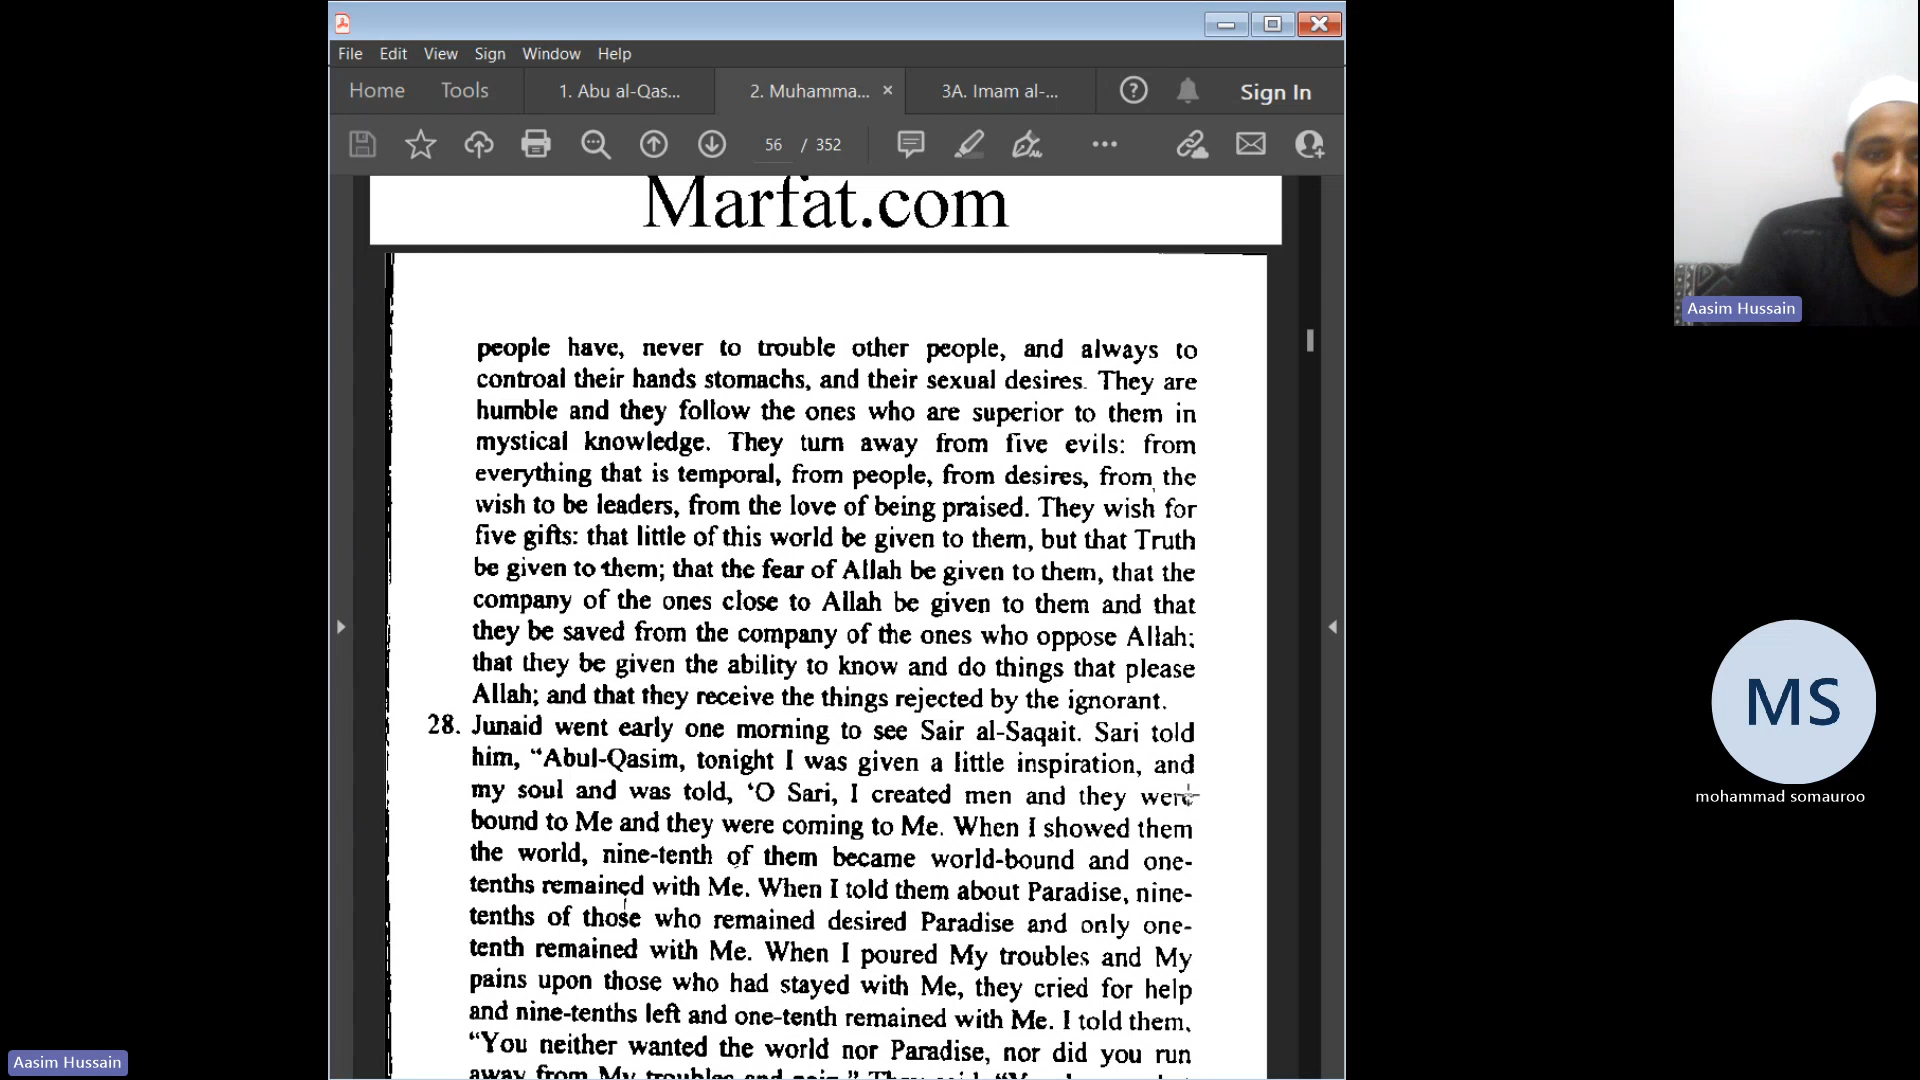 File Edit View Sign Window Help
Home Tools 1. Abu al-Qas... 2. Muhamma... × 3A. Imam al-... ? Sign In
56 / 352
Marfat.com
people have, never to trouble other people, and always to
controal their hands stomachs, and their sexual desires. They are
humble and they follow the ones who are superior to them in
mystical knowledge. They turn away from five evils: from
everything that is temporal, from people, from desires, from the
wish to be leaders, from the love of being praised. They wish for
five gifts: that little of this world be given to them, but that Truth
be given to them; that the fear of Allah be given to them, that the
company of the ones close to Allah be given to them and that
they be saved from the company of the ones who oppose Allah;
that they be given the ability to know and do things that please
Allah; and that they receive the things rejected by the ignorant.
28. Junaid went early one morning to see Sair al-Saqait. Sari told
him, “Abul-Qasim, tonight I was given a little inspiration, and
my soul and was told, ‘O Sari, I created men and they were
bound to Me and they were coming to Me. When I showed them
the world, nine-tenth of them became world-bound and one-
tenths remained with Me. When I told them about Paradise, nine-
tenths of those who remained desired Paradise and only one-
tenth remained with Me. When I poured My troubles and My
pains upon those who had stayed with Me, they cried for help
and nine-tenths left and one-tenth remained with Me. I told them,
“You neither wanted the world nor Paradise, nor did you run
away from My troubles and pain.” They said, “You
Aasim Hussain
MS
mohammad somauroo
Aasim Hussain